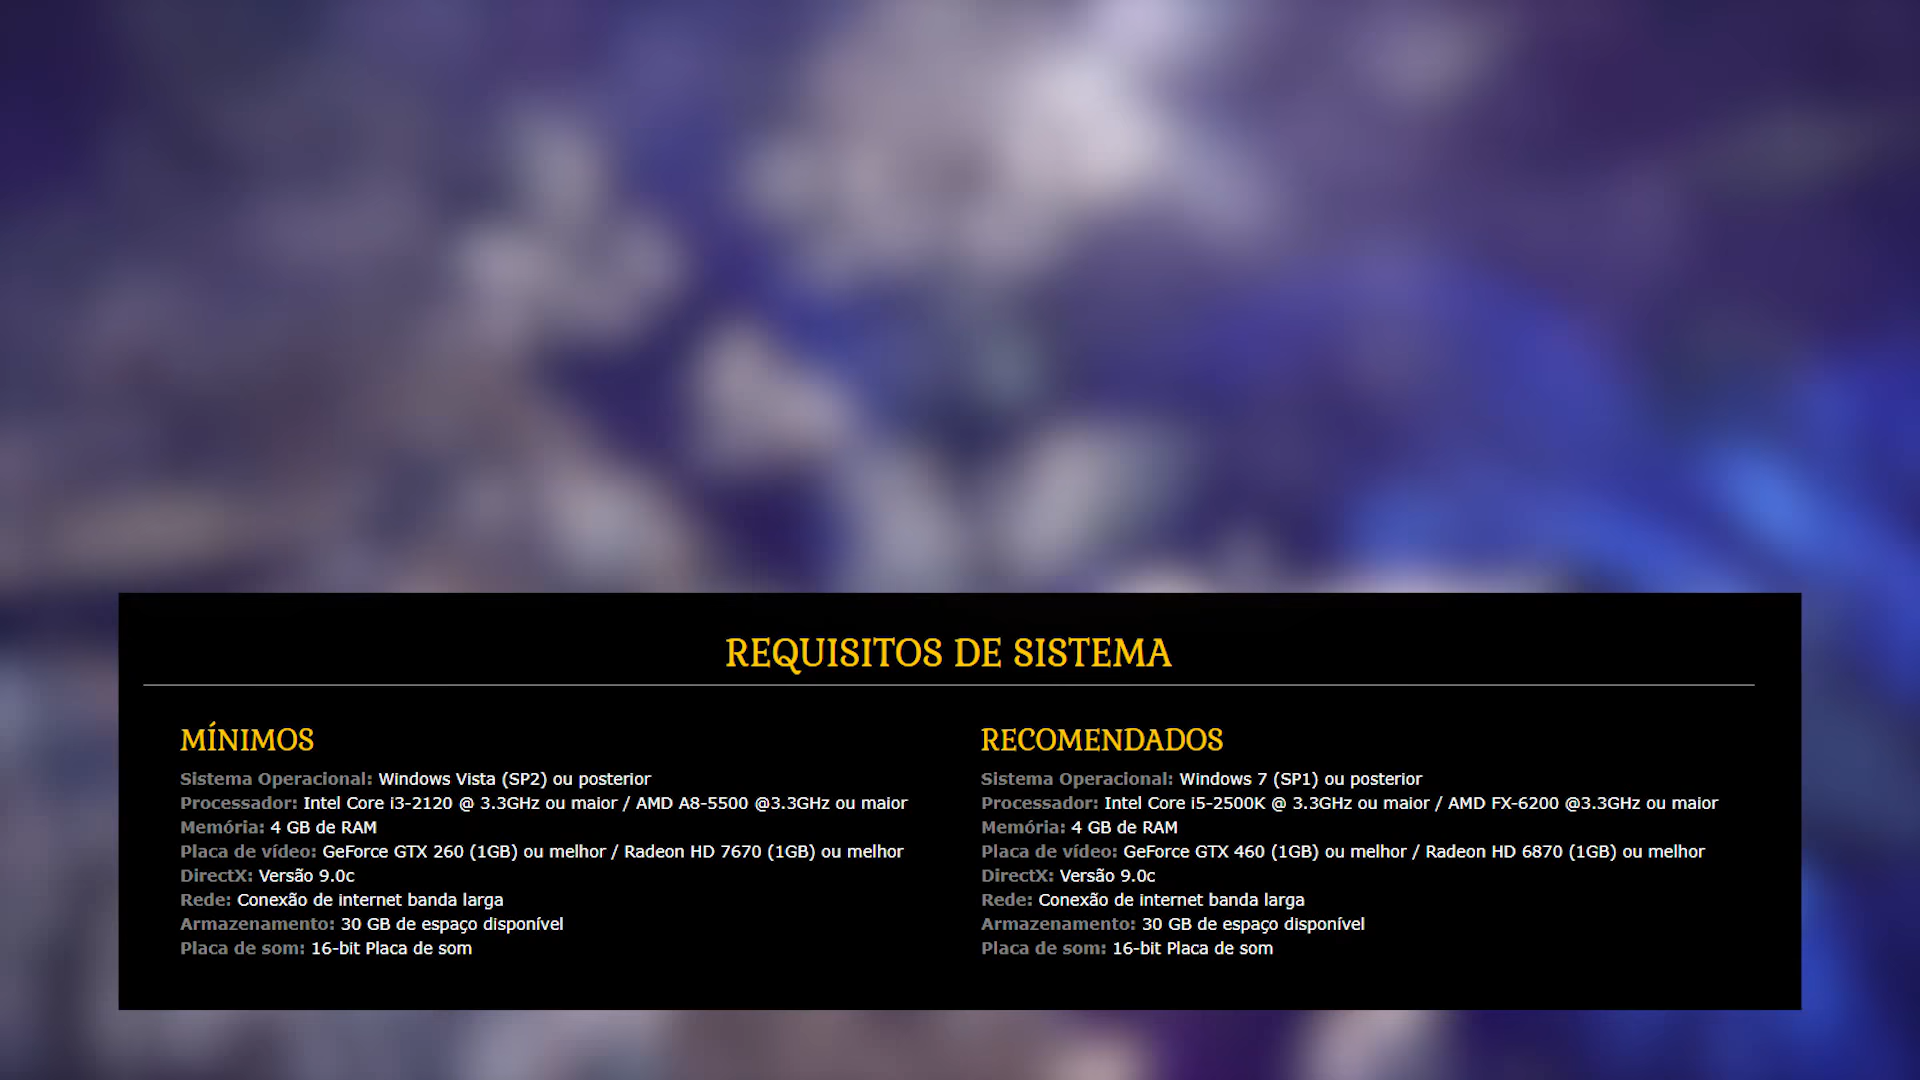 REQUISITOS DE SISTEMA
MÍNIMOS
Sistema Operacional: Windows Vista (SP2) ou posterior
Processador: Intel Core i3-2120 @ 3.3GHz ou maior / AMD A8-5500 @3.3GHz ou maior
Memória: 4 GB de RAM
Placa de vídeo: GeForce GTX 260 (1GB) ou melhor / Radeon HD 7670 (1GB) ou melhor
DirectX: Versão 9.0c
Rede: Conexão de internet banda larga
Armazenamento: 30 GB de espaço disponível
Placa de som: 16-bit Placa de som
RECOMENDADOS
Sistema Operacional: Windows 7 (SP1) ou posterior
Processador: Intel Core i5-2500K @ 3.3GHz ou maior / AMD FX-6200 @3.3GHz ou maior
Memória: 4 GB de RAM
Placa de vídeo: GeForce GTX 460 (1GB) ou melhor / Radeon HD 6870 (1GB) ou melhor
DirectX: Versão 9.0c
Rede: Conexão de internet banda larga
Armazenamento: 30 GB de espaço disponível
Placa de som: 16-bit Placa de som